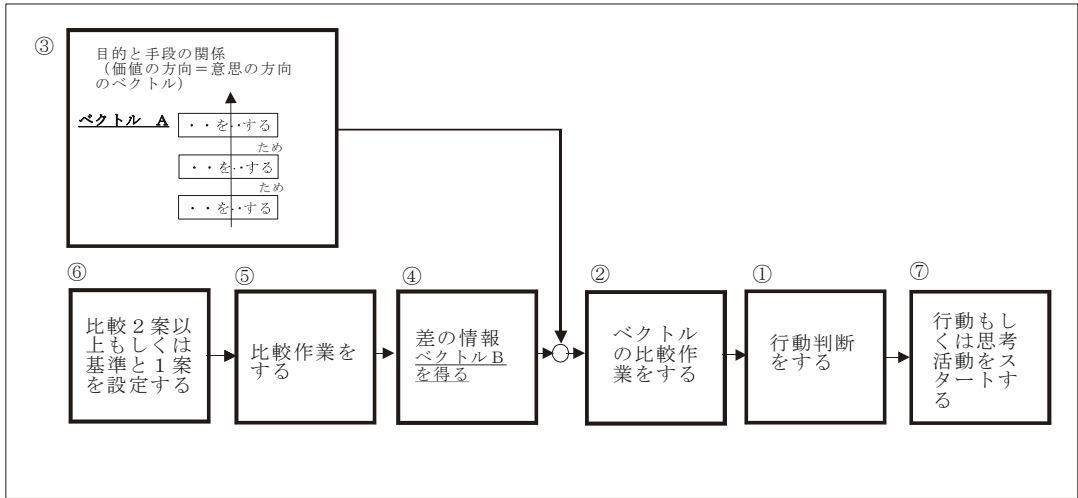 ③
目的と手段の関係
（価値の方向＝意思の方向
のベクトル）
ベクトル　A
・・を・・する
ため
・・を・・する
ため
・・を・・する
⑥
比較２案以
上もしくは
基準と１案
を設定する
⑤
比較作業を
する
④
差の情報
ベクトルＢ
を得る
②
ベクトル
の比較作
業をする
①
行動判断
をする
⑦
行動もし
くは思考
活動をス
タートす
る